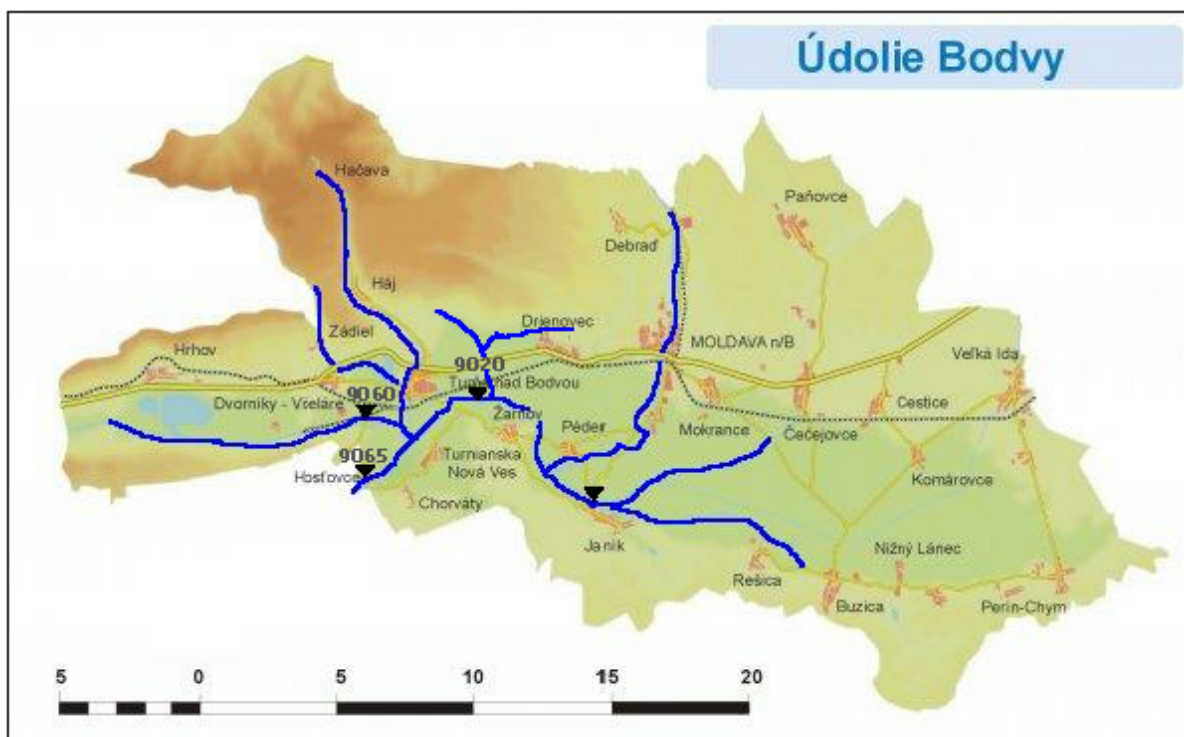 Údolie Bodvy
Hačava
Paňovce
Debraď
Háj
Drienovec
Zádiel
Hrhov
MOLDAVA n/B
Veľká Ida
9020
Turňa nad Bodvou
9060
Dvorniky - Včeláre
Žarnov
Cestice
Péder
Mokrance
Čečejovce
9065
Turnianska
Nová Ves
Hosťovce
Komárovce
Chorváty
Janík
Nižný Lánec
Rešica
Buzica
Perín-Chym
5 0 5 10 15 20